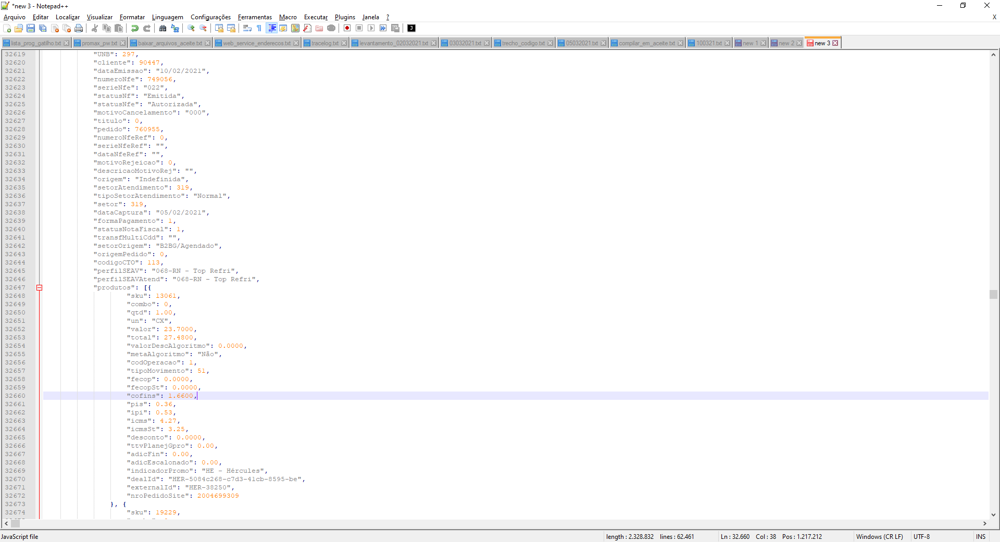 *new 3 - Notepad++
Arquivo Editar Localizar Visualizar Formatar Linguagem Configurações Ferramentas Macro Executar Plugins Janela ? X
lista_prog_gatilho.txt promax_pw.txt baixar_arquivos_aceite.txt web_service_enderecos.txt tracelog.txt levantamento_02032021.txt 03032021.txt trecho_codigo.txt 05032021.txt compilar_em_aceite.txt 100321.txt new 1 new 2 new 3
32619 "UNB": 297,
32620 "cliente": 90447,
32621 "dataEmissao": "10/02/2021",
32622 "numeroNfe": 749056,
32623 "serieNfe": "022",
32624 "statusNf": "Emitida",
32625 "statusNfe": "Autorizada",
32626 "motivoCancelamento": "000",
32627 "titulo": 0,
32628 "pedido": 760955,
32629 "numeroNfeRef": 0,
32630 "serieNfeRef": "",
32631 "dataNfeRef": "",
32632 "motivoRejeicao": 0,
32633 "descricaoMotivoRej": "",
32634 "origem": "Indefinida",
32635 "setorAtendimento": 319,
32636 "tipoSetorAtendimento": "Normal",
32637 "setor": 319,
32638 "dataCaptura": "05/02/2021",
32639 "formaPagamento": 1,
32640 "statusNotaFiscal": 1,
32641 "transfMultiCdd": "",
32642 "setorOrigem": "B2BG/Agendado",
32643 "origemPedido": 0,
32644 "codigoCTO": 113,
32645 "perfilSEAV": "068-RN - Top Refri",
32646 "perfilSEAVAtend": "068-RN - Top Refri",
32647 "produtos": [{
32648 "sku": 13061,
32649 "combo": 0,
32650 "qtd": 1.00,
32651 "un": "CX",
32652 "valor": 23.7000,
32653 "total": 27.4800,
32654 "valorDescAlgoritmo": 0.0000,
32655 "metaAlgoritmo": "Não",
32656 "codOperacao": 1,
32657 "tipoMovimento": 51,
32658 "fecop": 0.0000,
32659 "fecopSt": 0.0000,
32660 "cofins": 1.6600,
32661 "pis": 0.36,
32662 "ipi": 0.53,
32663 "icms": 4.27,
32664 "icmsSt": 3.25,
32665 "desconto": 0.0000,
32666 "ttvPlanejGpro": 0.00,
32667 "adicFin": 0.00,
32668 "adicEscalonado": 0.00,
32669 "indicadorPromo": "HE - Hércules",
32670 "dealId": "HER-5084c268-c7d3-41cb-8595-be",
32671 "externalId": "HER-38250",
32672 "nroPedidoSite": 2004699309
32673 }, {
32674 "sku": 19229,
JavaScript file length : 2.328.832 lines : 62.461 Ln : 32.660 Col : 38 Pos : 1.217.212 Windows (CR LF) UTF-8 INS